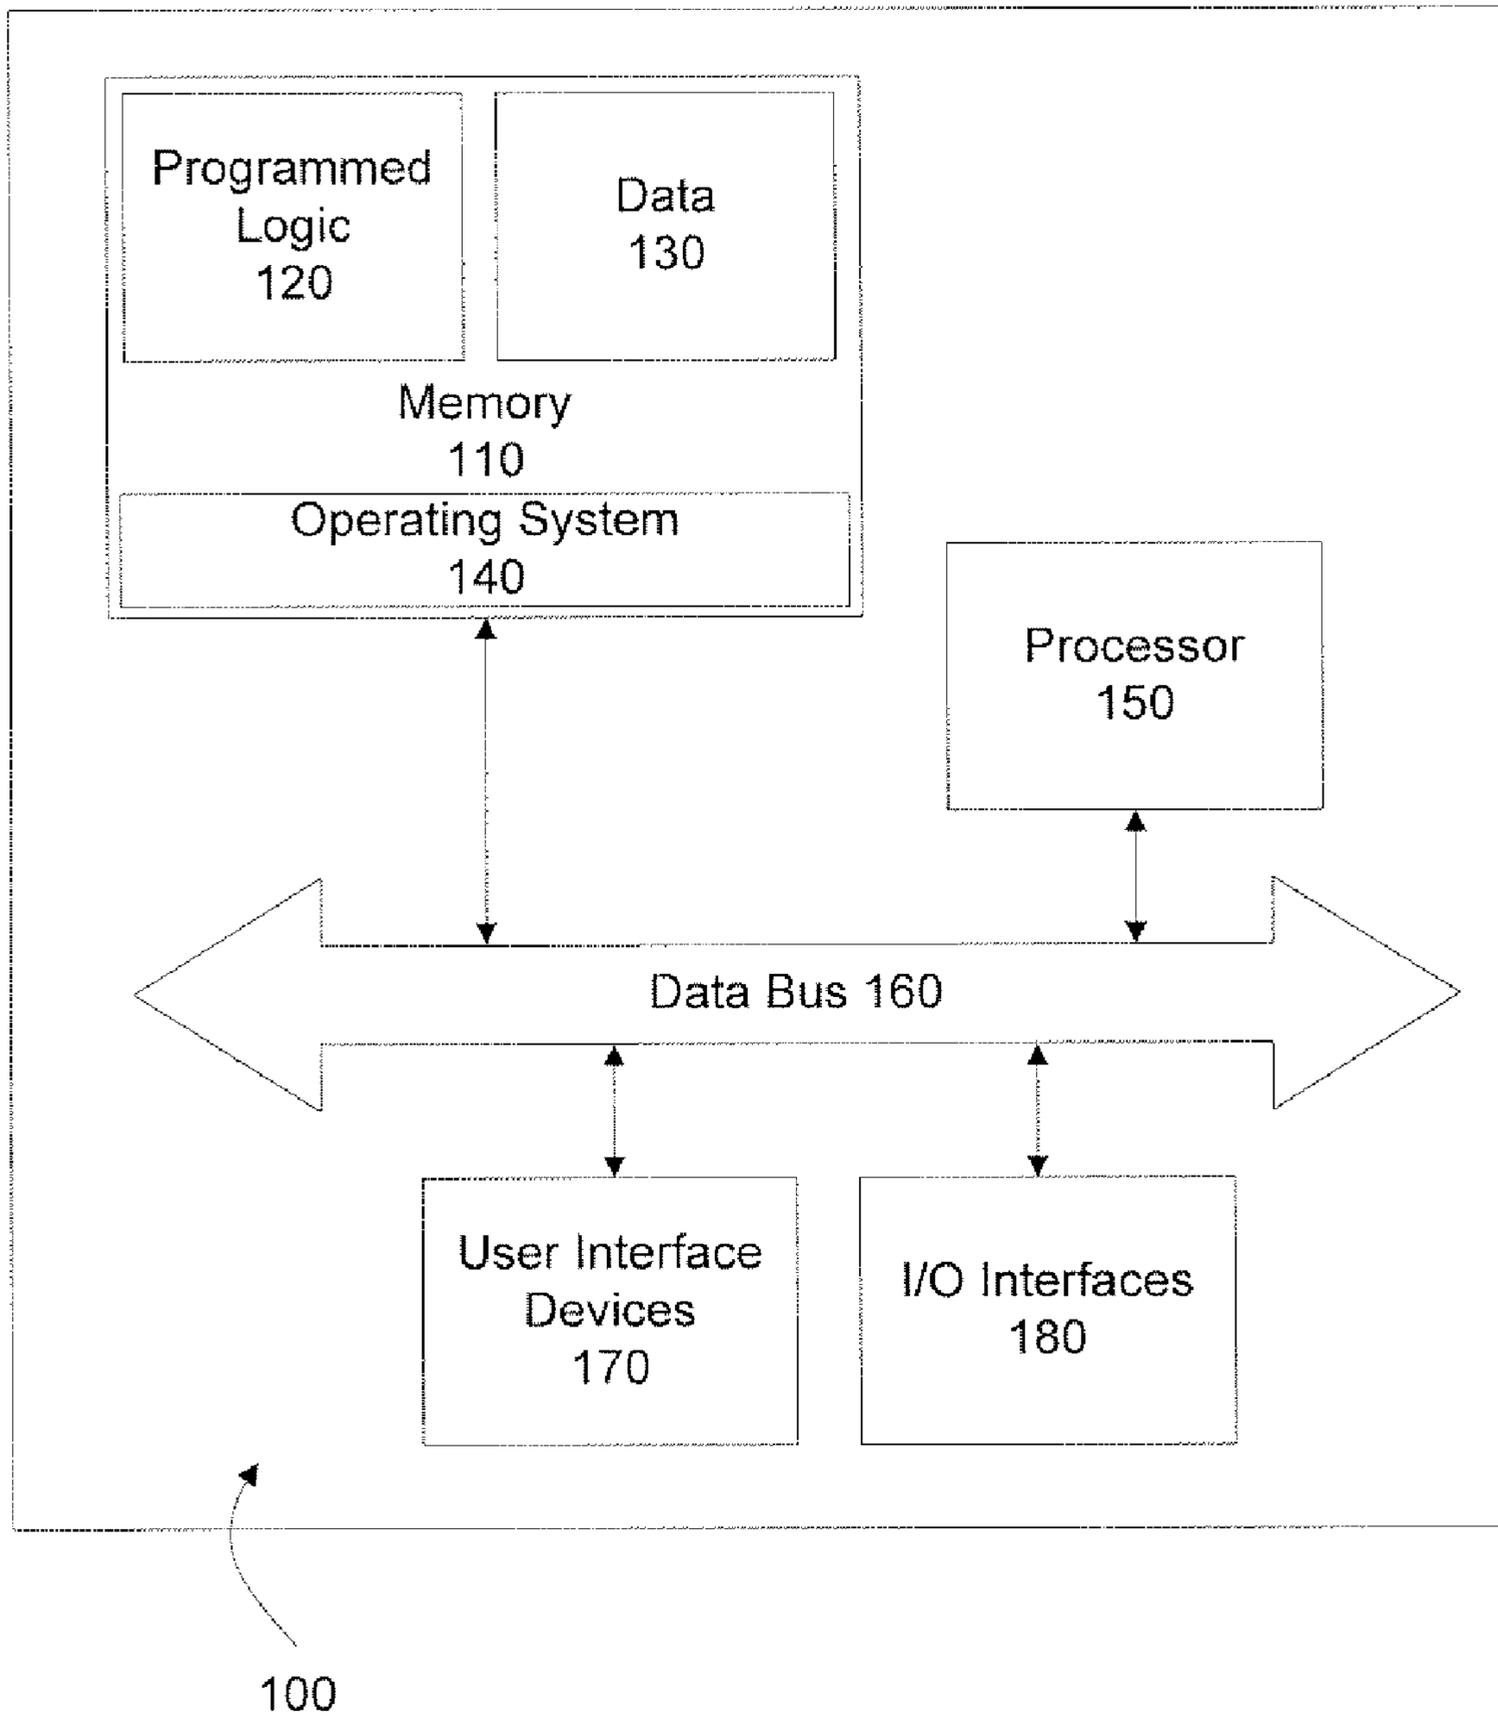 Programmed
Logic
120
Data
130
Memory
110
Operating System
140
Processor
150
Data Bus 160
User Interface
Devices
170
I/O Interfaces
180
100